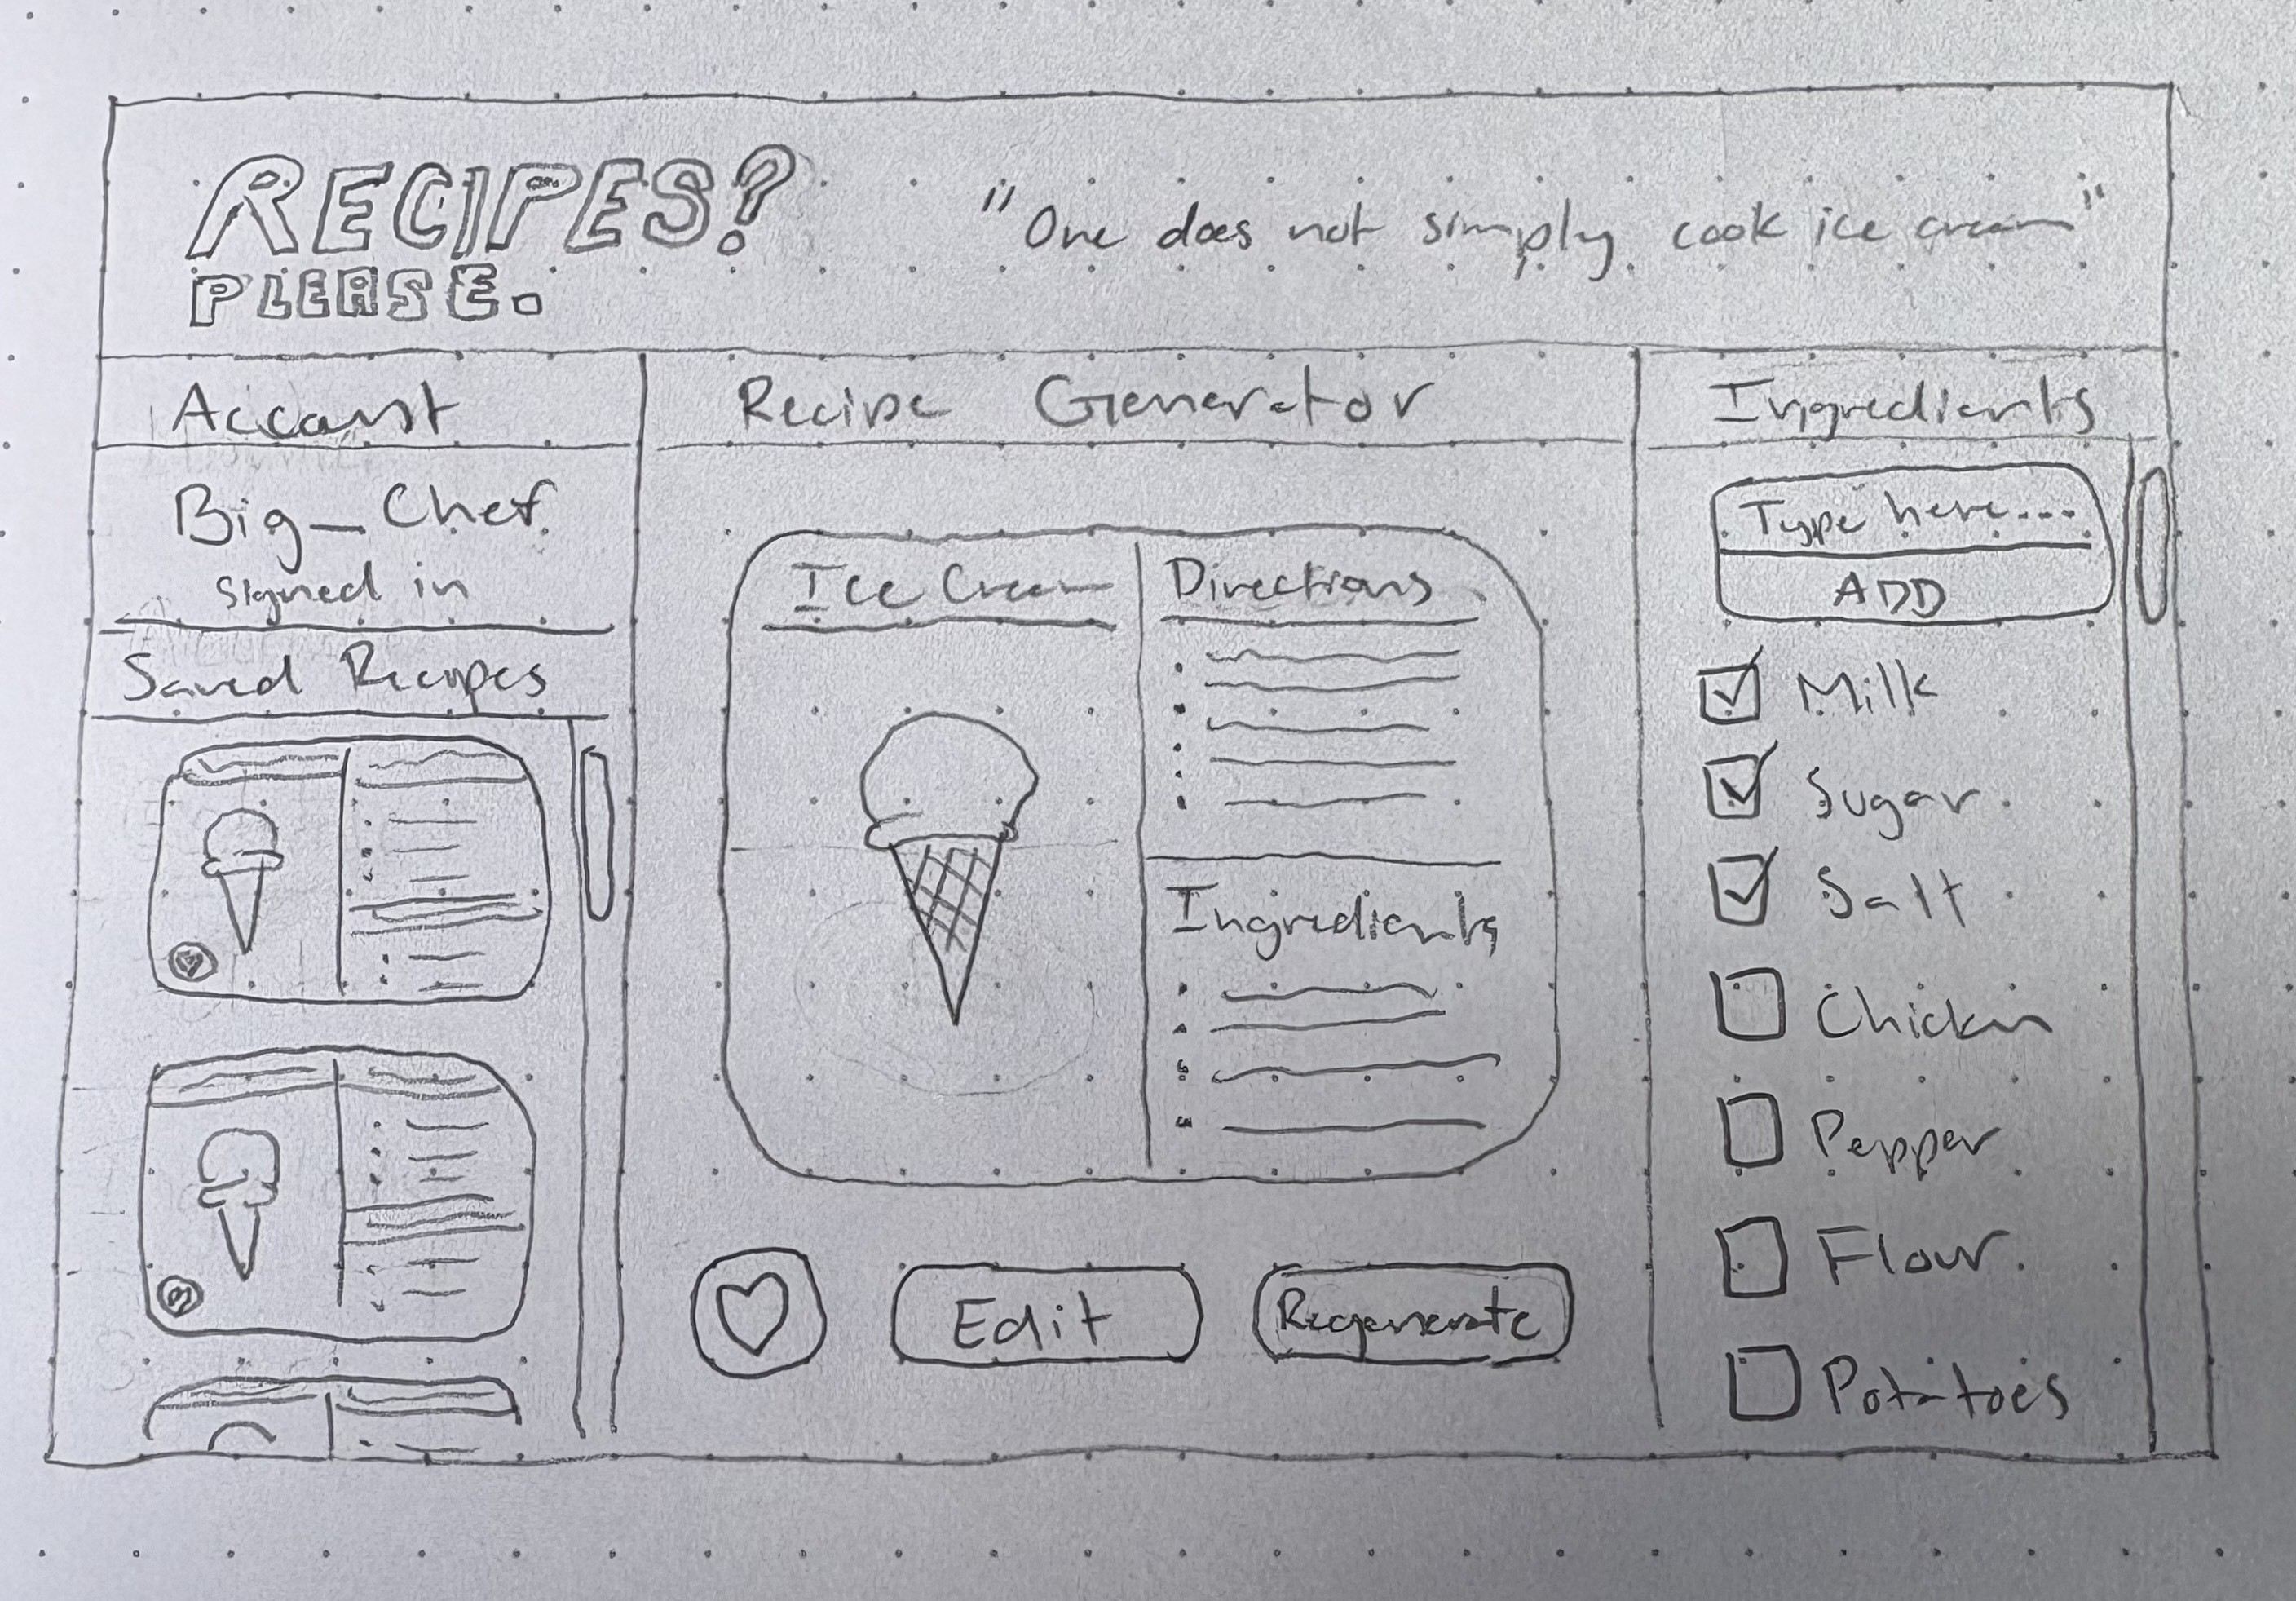 RECIPES?
PLEASE.
"One does not simply cook ice cream"
Account
Big_Chef
signed in
Saved Recipes
Recipe Generator
Ice Cream
Directions
Ingredients
Edit
Regenerate
Ingredients
Type here...
ADD
Milk
Sugar
Salt
Chicken
Pepper
Flour
Potatoes